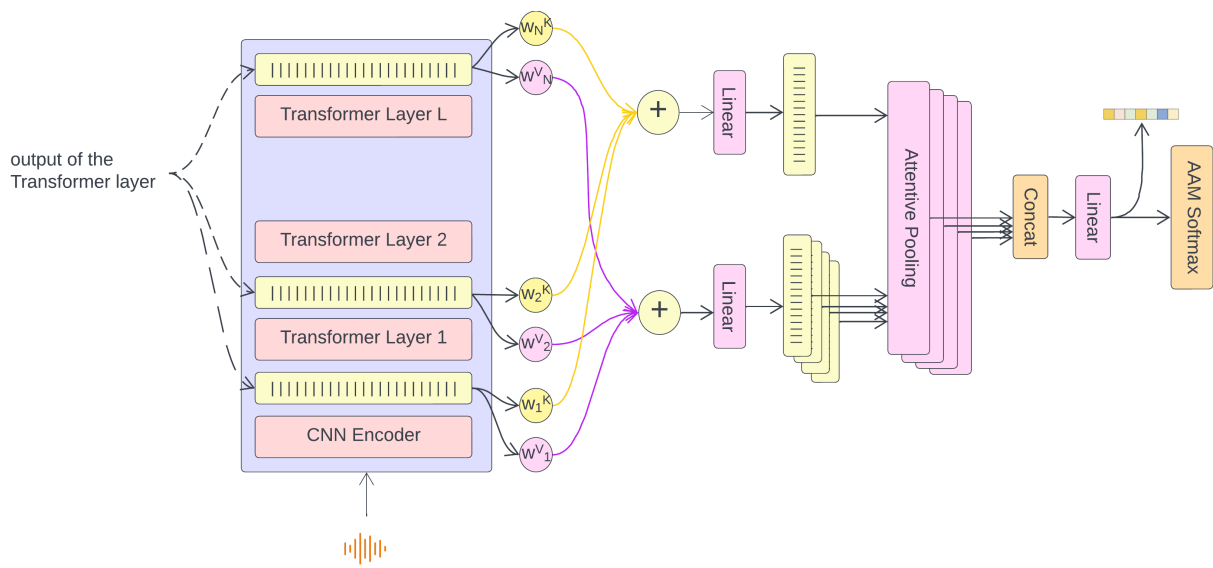 output of the
Transformer layer
Transformer Layer L
Transformer Layer 2
Transformer Layer 1
CNN Encoder
w_N^K
w^V_N
w_2^K
w^V_2
w_1^K
w^V_1
+
+
Linear
Linear
Attentive Pooling
Concat
Linear
AAM Softmax